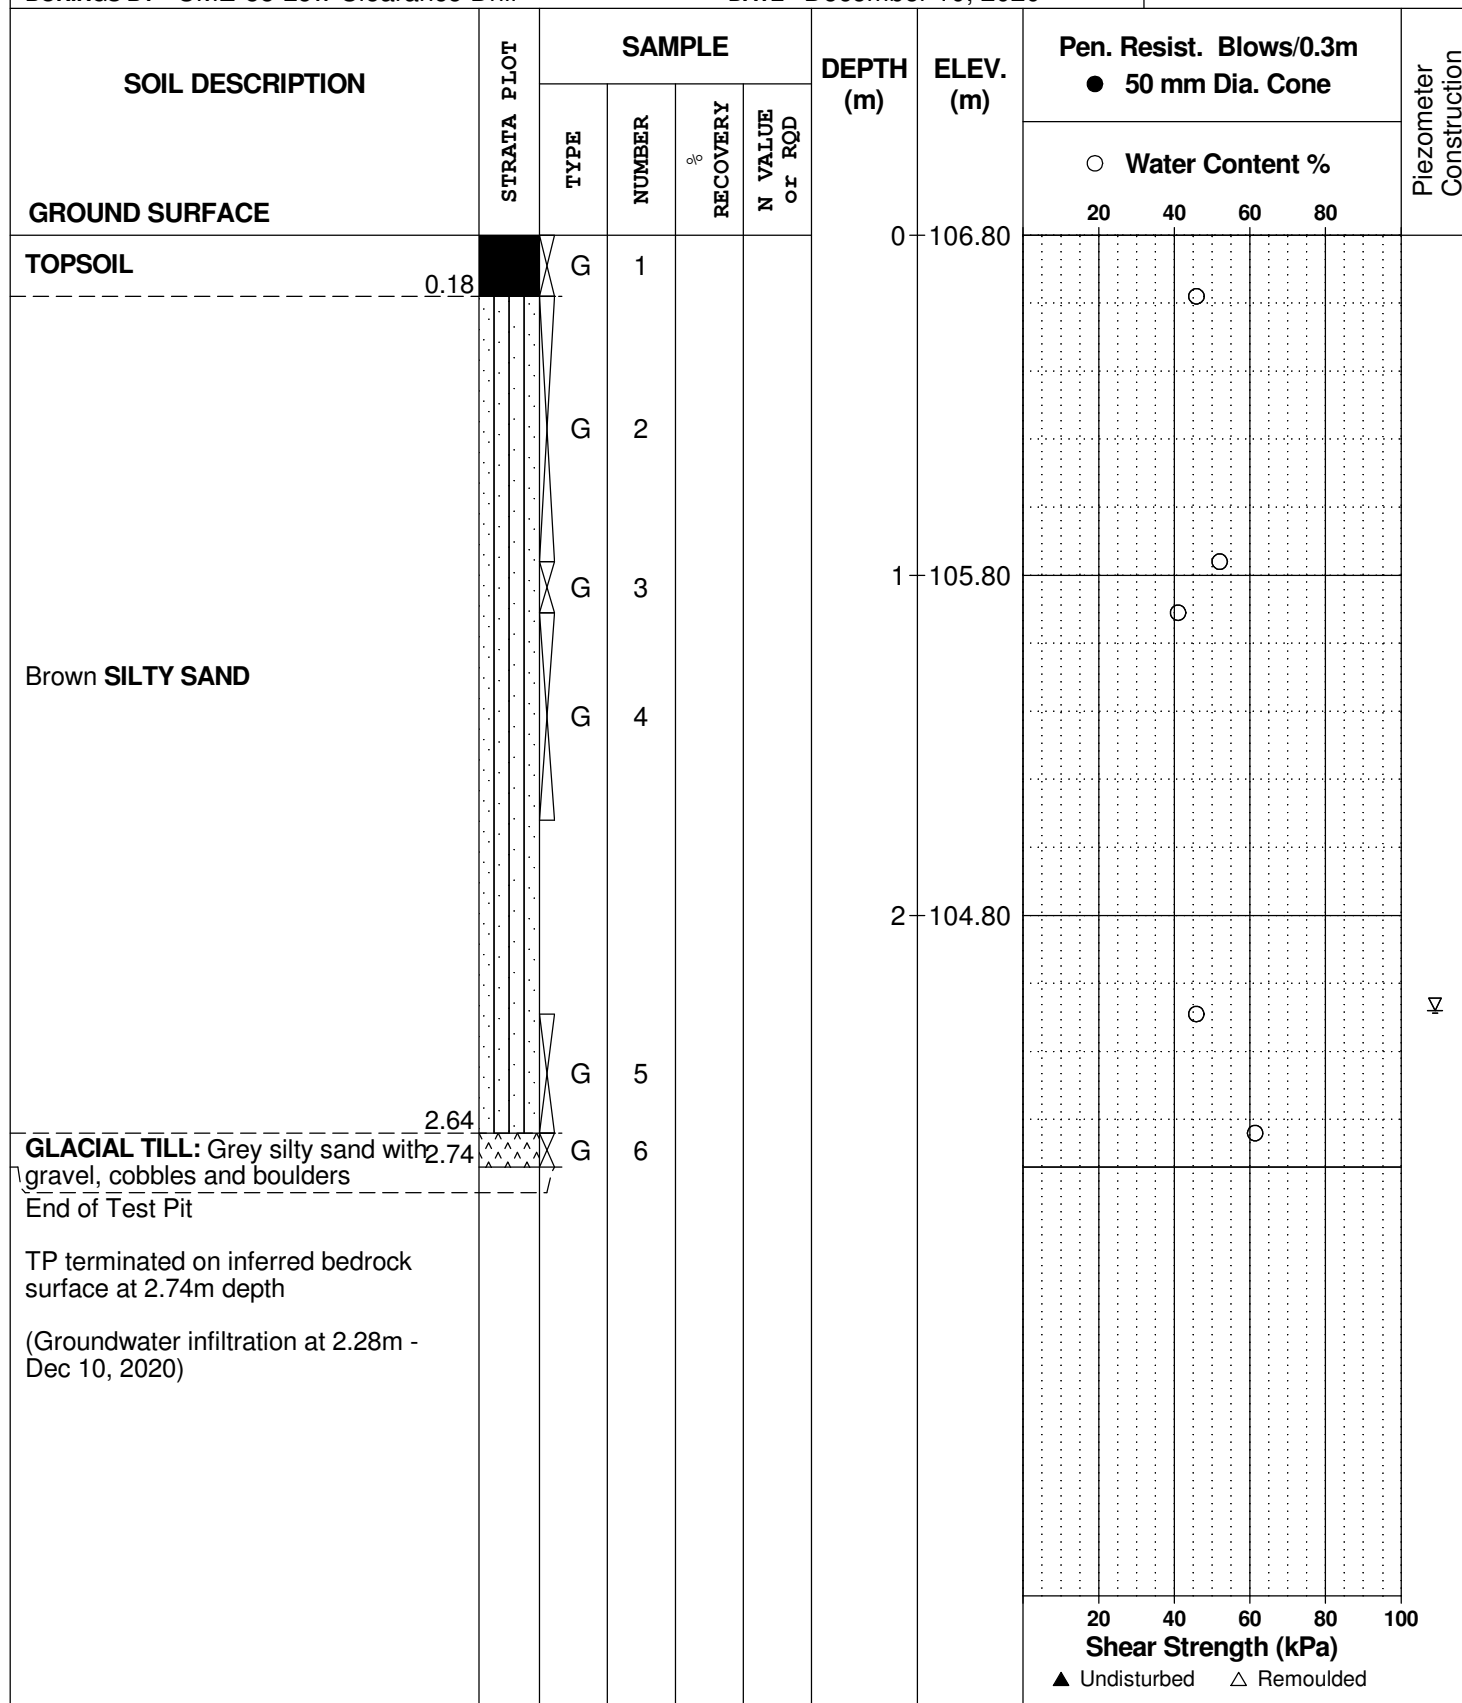 SOIL DESCRIPTION
GROUND SURFACE
STRATA PLOT
SAMPLE
TYPE
NUMBER
%
RECOVERY
N VALUE
or RQD
DEPTH
(m)
ELEV.
(m)
Pen. Resist. Blows/0.3m
● 50 mm Dia. Cone
○ Water Content %
20 40 60 80
Piezometer
Construction
0 106.80
TOPSOIL
0.18
G 1
G 2
1 105.80
G 3
Brown SILTY SAND
G 4
2 104.80
G 5
2.64
GLACIAL TILL: Grey silty sand with
2.74
G 6
gravel, cobbles and boulders
End of Test Pit
TP terminated on inferred bedrock
surface at 2.74m depth
(Groundwater infiltration at 2.28m -
Dec 10, 2020)
20 40 60 80 100
Shear Strength (kPa)
▲ Undisturbed △ Remoulded